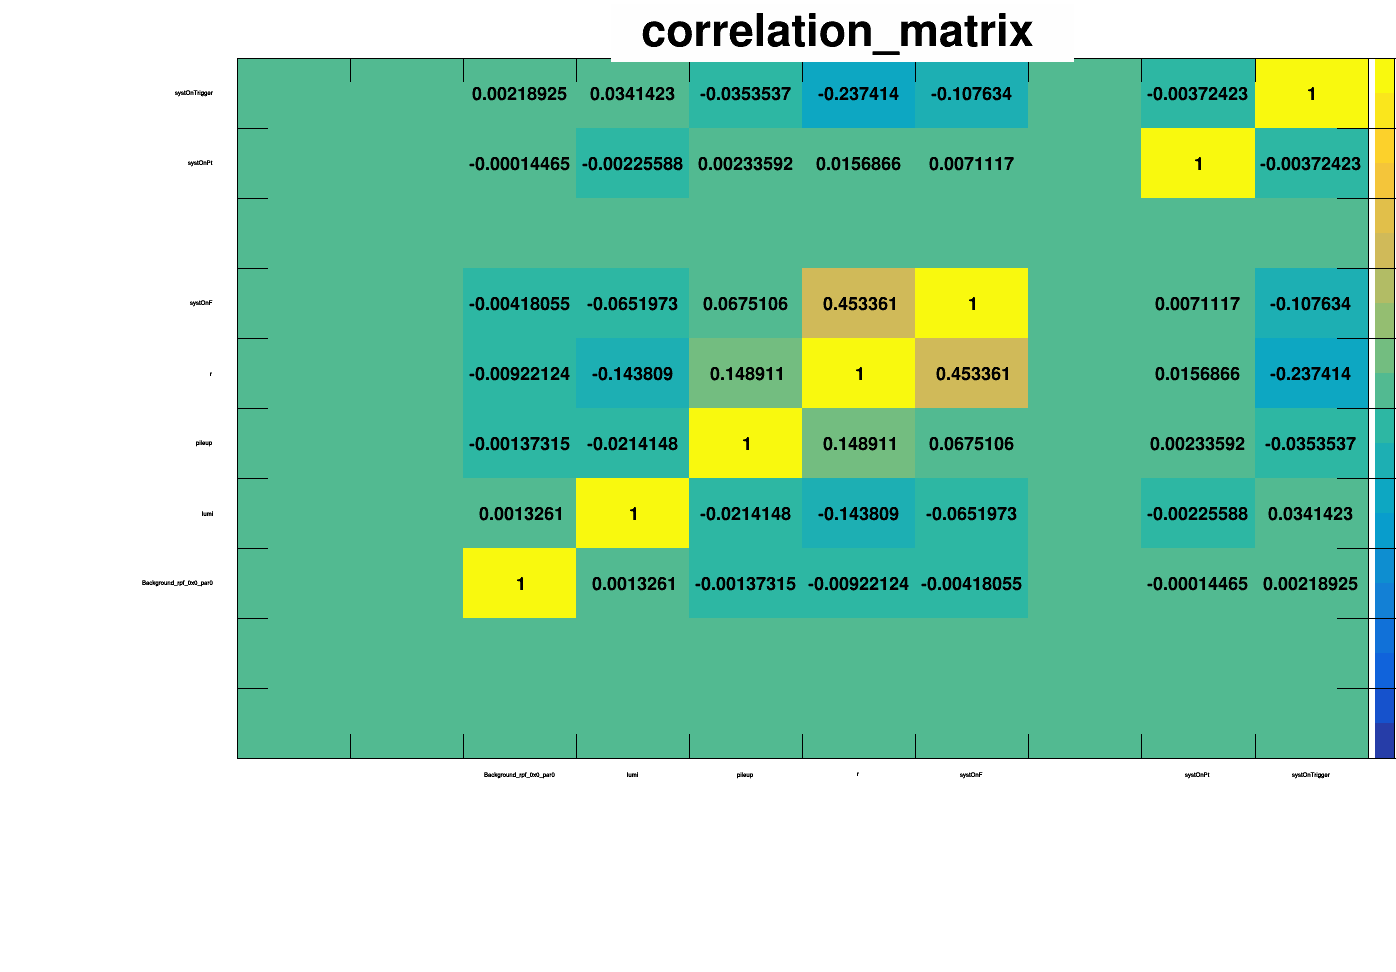 correlation_matrix
systOnTrigger 0.00218925 0.0341423 -0.0353537 -0.237414 -0.107634 -0.00372423 1
systOnPt -0.00014465 -0.00225588 0.00233592 0.0156866 0.0071117 1 -0.00372423
systOnF -0.00418055 -0.0651973 0.0675106 0.453361 1 0.0071117 -0.107634
r -0.00922124 -0.143809 0.148911 1 0.453361 0.0156866 -0.237414
pileup -0.00137315 -0.0214148 1 0.148911 0.0675106 0.00233592 -0.0353537
lumi 0.0013261 1 -0.0214148 -0.143809 -0.0651973 -0.00225588 0.0341423
Background_rpf_0x0_par0 1 0.0013261 -0.00137315 -0.00922124 -0.00418055 -0.00014465 0.00218925
Background_rpf_0x0_par0 lumi pileup r systOnF systOnPt systOnTrigger